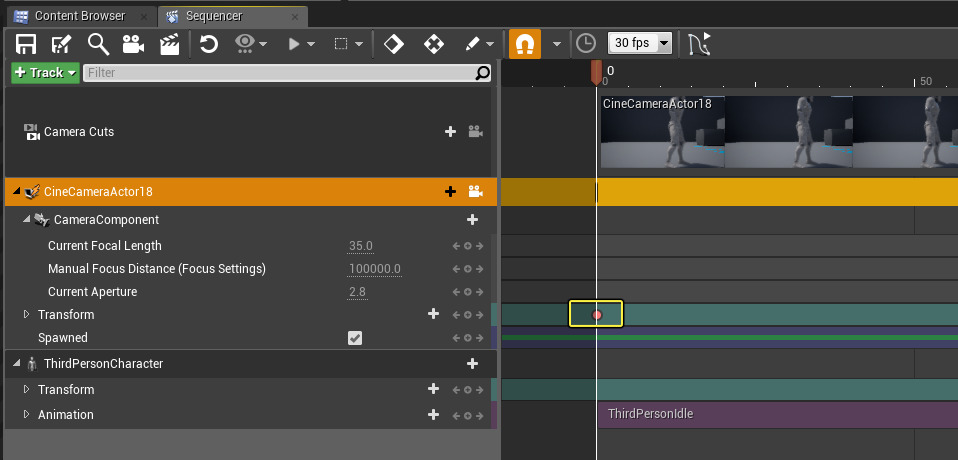 Content Browser
Sequencer
30 fps
+ Track
Filter
0
0
50
CineCameraActor18
Camera Cuts
CineCameraActor18
CameraComponent
Current Focal Length
35.0
Manual Focus Distance (Focus Settings)
100000.0
Current Aperture
2.8
Transform
Spawned
ThirdPersonCharacter
Transform
Animation
ThirdPersonIdle